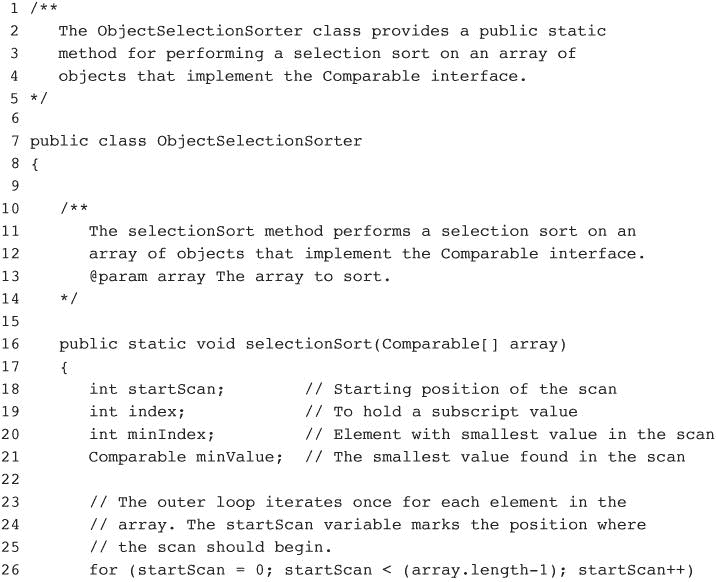 1 /**
2    The ObjectSelectionSorter class provides a public static
3    method for performing a selection sort on an array of
4    objects that implement the Comparable interface.
5 */
6
7 public class ObjectSelectionSorter
8 {
9
10    /**
11       The selectionSort method performs a selection sort on an
12       array of objects that implement the Comparable interface.
13       @param array The array to sort.
14    */
15
16    public static void selectionSort(Comparable[] array)
17    {
18       int startScan;        // Starting position of the scan
19       int index;            // To hold a subscript value
20       int minIndex;         // Element with smallest value in the scan
21       Comparable minValue;  // The smallest value found in the scan
22
23       // The outer loop iterates once for each element in the
24       // array. The startScan variable marks the position where
25       // the scan should begin.
26       for (startScan = 0; startScan < (array.length-1); startScan++)